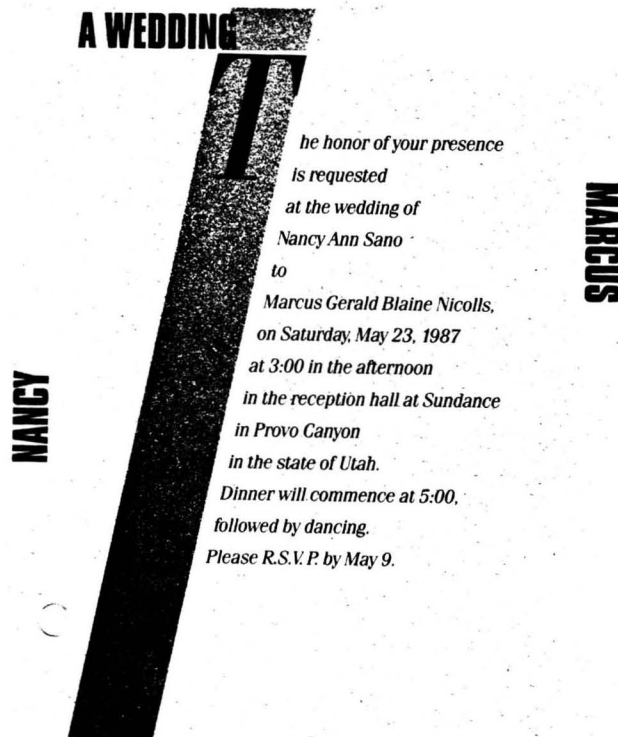 A WEDDING
The honor of your presence
is requested
at the wedding of
Nancy Ann Sano
to
Marcus Gerald Blaine Nicolls,
on Saturday, May 23, 1987
at 3:00 in the afternoon
in the reception hall at Sundance
in Provo Canyon
in the state of Utah.
Dinner will commence at 5:00,
followed by dancing.
Please R.S.V.P. by May 9.
NANCY
MARCUS